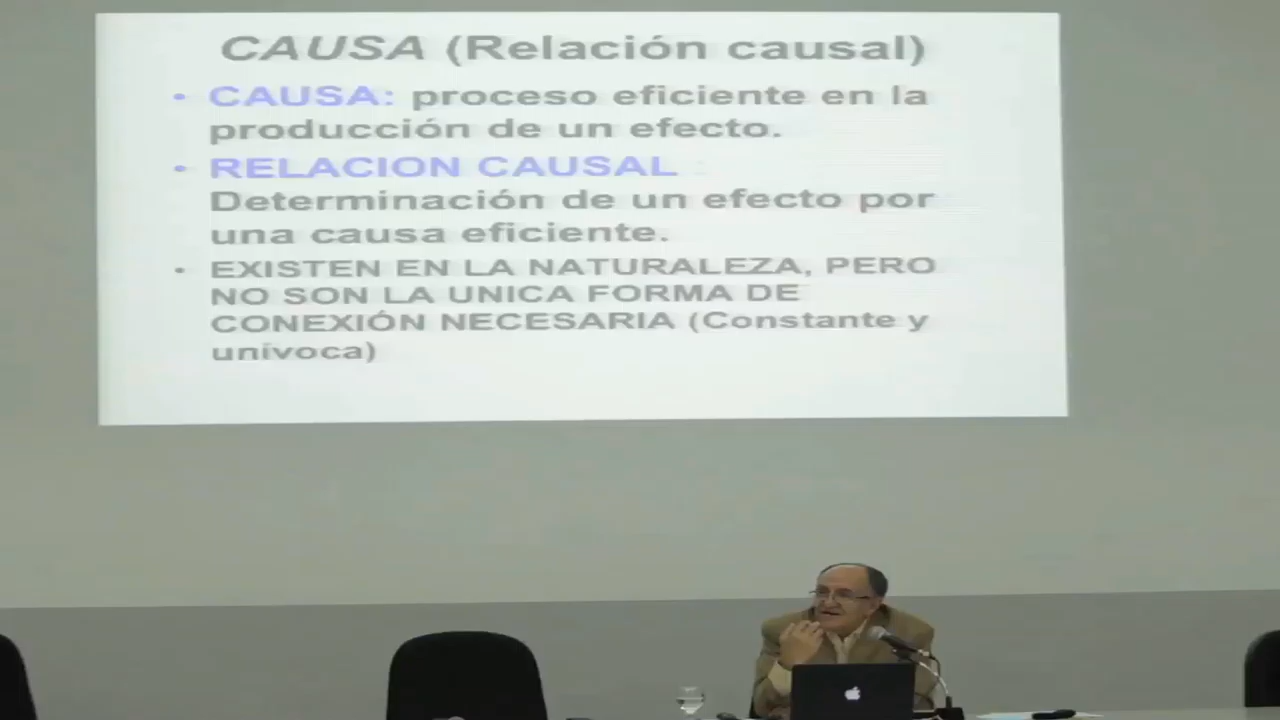 CAUSA (Relación causal)
• CAUSA: proceso eficiente en la
producción de un efecto.
• RELACION CAUSAL :
Determinación de un efecto por
una causa eficiente.
• EXISTEN EN LA NATURALEZA, PERO
NO SON LA UNICA FORMA DE
CONEXIÓN NECESARIA (Constante y
unívoca)